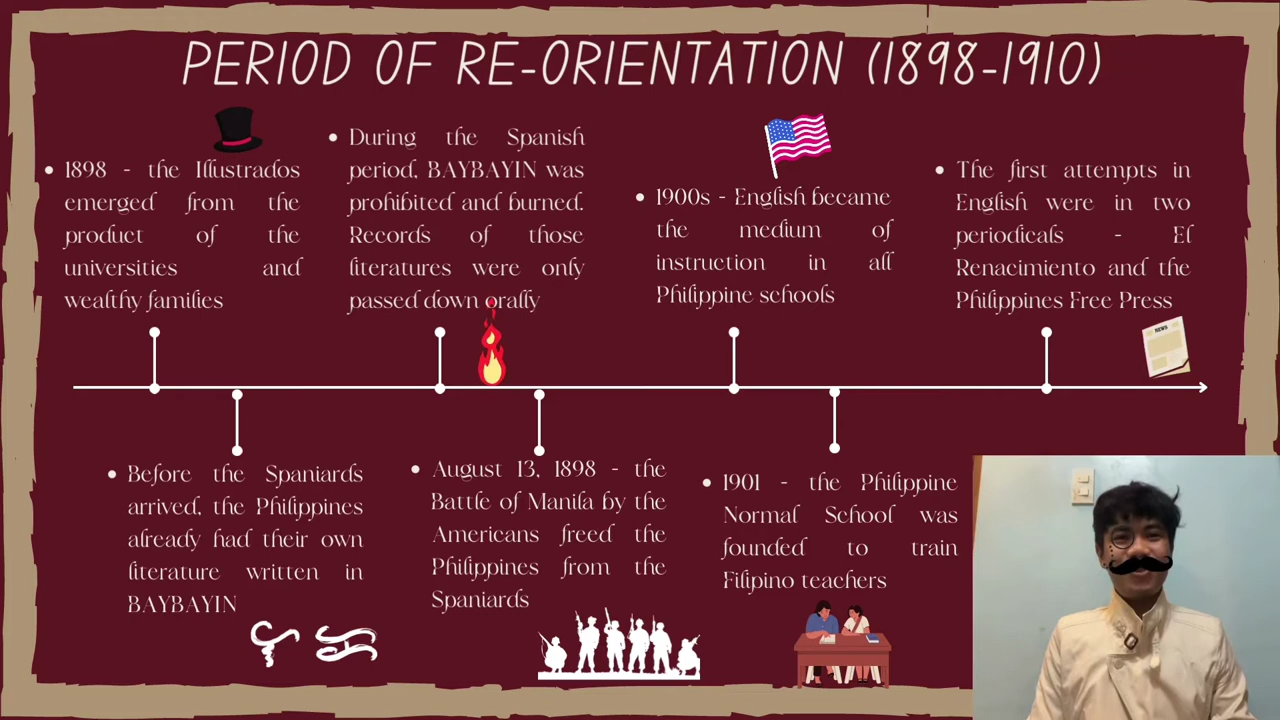 PERIOD OF RE-ORIENTATION (1898-1910)
1898 - the Illustrados
emerged from the
product of the
universities and
wealthy families
During the Spanish
period, BAYBAYIN was
prohibited and burned.
Records of those
literatures were only
passed down orally
1900s - English became
the medium of
instruction in all
Philippine schools
The first attempts in
English were in two
periodicals - El
Renacimiento and the
Philippines Free Press
NEWS
Before the Spaniards
arrived, the Philippines
already had their own
literature written in
BAYBAYIN
August 13, 1898 - the
Battle of Manila by the
Americans freed the
Philippines from the
Spaniards
1901 - the Philippine
Normal School was
founded to train
Filipino teachers